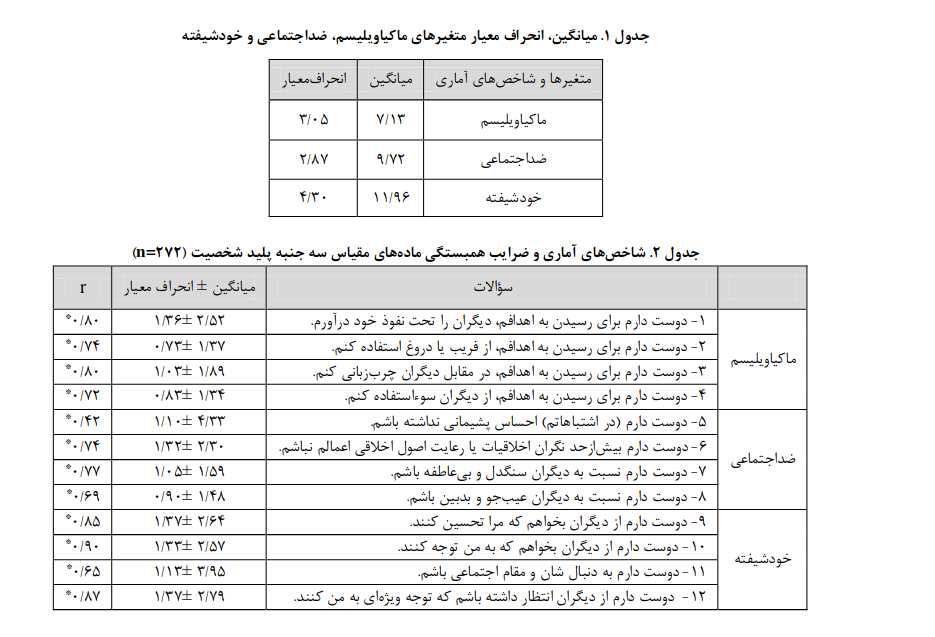 جدول ۱. میانگین، انحراف معیار متغیرهای ماکیاویلیسم، ضداجتماعی و خودشیفته
متغیرها و شاخص‌های آماری میانگین انحراف‌معیار
ماکیاویلیسم ۷/۱۳ ۳/۰۵
ضداجتماعی ۹/۷۲ ۲/۸۷
خودشیفته ۱۱/۹۶ ۴/۳۰
جدول ۲. شاخص‌های آماری و ضرایب همبستگی ماده‌های مقیاس سه جنبه پلید شخصیت (n=۲۷۲)
سؤالات میانگین ± انحراف معیار r
ماکیاویلیسم
۱- دوست دارم برای رسیدن به اهدافم، دیگران را تحت نفوذ خود درآورم. ۱/۳۶± ۲/۵۲ *۰/۸۰
۲- دوست دارم برای رسیدن به اهدافم، از فریب یا دروغ استفاده کنم. ۰/۷۳± ۱/۳۷ *۰/۷۴
۳- دوست دارم برای رسیدن به اهدافم، در مقابل دیگران چرب‌زبانی کنم. ۱/۰۳± ۱/۸۹ *۰/۸۰
۴- دوست دارم برای رسیدن به اهدافم، از دیگران سوءاستفاده کنم. ۰/۸۳± ۱/۳۴ *۰/۷۲
ضداجتماعی
۵- دوست دارم (در اشتباهاتم) احساس پشیمانی نداشته باشم. ۱/۱۰± ۴/۳۳ *۰/۴۲
۶- دوست دارم بیش‌ازحد نگران اخلاقیات یا رعایت اصول اخلاقی اعمالم نباشم. ۱/۳۲± ۲/۳۰ *۰/۷۴
۷- دوست دارم نسبت به دیگران سنگدل و بی‌عاطفه باشم. ۱/۰۵± ۱/۵۹ *۰/۷۷
۸- دوست دارم نسبت به دیگران عیب‌جو و بدبین باشم. ۰/۹۰± ۱/۴۸ *۰/۶۹
خودشیفته
۹- دوست دارم از دیگران بخواهم که مرا تحسین کنند. ۱/۳۷± ۲/۶۴ *۰/۸۵
۱۰- دوست دارم از دیگران بخواهم که به من توجه کنند. ۱/۳۳± ۲/۵۷ *۰/۹۰
۱۱- دوست دارم به دنبال شان و مقام اجتماعی باشم. ۱/۱۳± ۳/۹۵ *۰/۶۵
۱۲- دوست دارم از دیگران انتظار داشته باشم که توجه ویژه‌ای به من کنند. ۱/۳۷± ۲/۷۹ *۰/۸۷